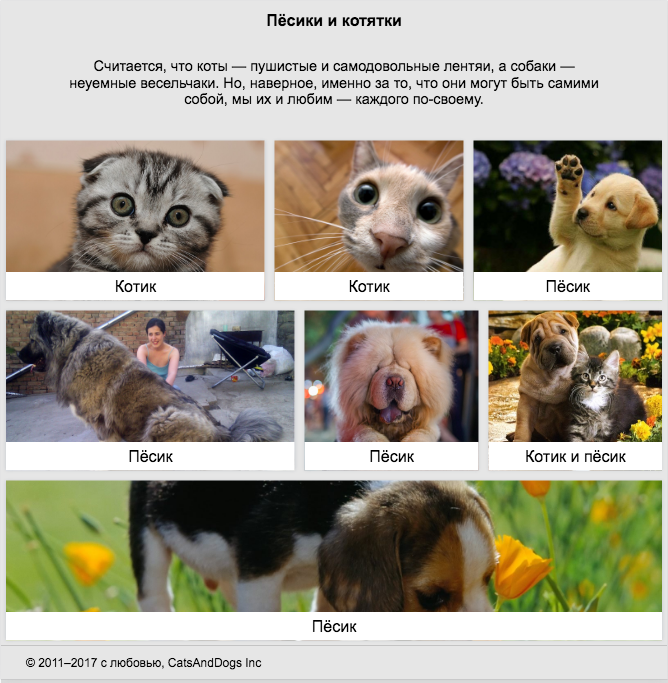 Пёсики и котятки
Считается, что коты — пушистые и самодовольные лентяи, а собаки —
неуемные весельчаки. Но, наверное, именно за то, что они могут быть самими
собой, мы их и любим — каждого по-своему.
Котик
Котик
Пёсик
Пёсик
Пёсик
Котик и пёсик
Пёсик
© 2011–2017 с любовью, CatsAndDogs Inc